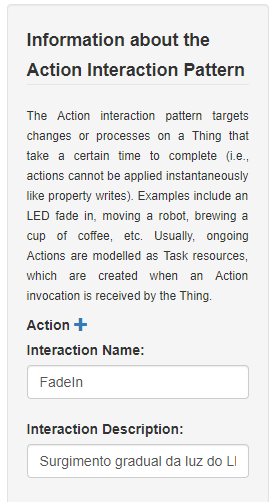 Information about the
Action Interaction Pattern
The Action interaction pattern targets
changes or processes on a Thing that
take a certain time to complete (i.e.,
actions cannot be applied instantaneously
like property writes). Examples include an
LED fade in, moving a robot, brewing a
cup of coffee, etc. Usually, ongoing
Actions are modelled as Task resources,
which are created when an Action
invocation is received by the Thing.
Action
Interaction Name:
FadeIn
Interaction Description:
Surgimento gradual da luz do